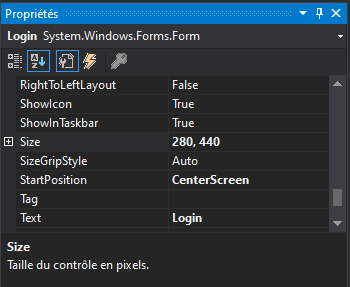 Propriétés
Login System.Windows.Forms.Form
RightToLeftLayout False
ShowIcon True
ShowInTaskbar True
Size 280, 440
SizeGripStyle Auto
StartPosition CenterScreen
Tag
Text Login
Size
Taille du contrôle en pixels.